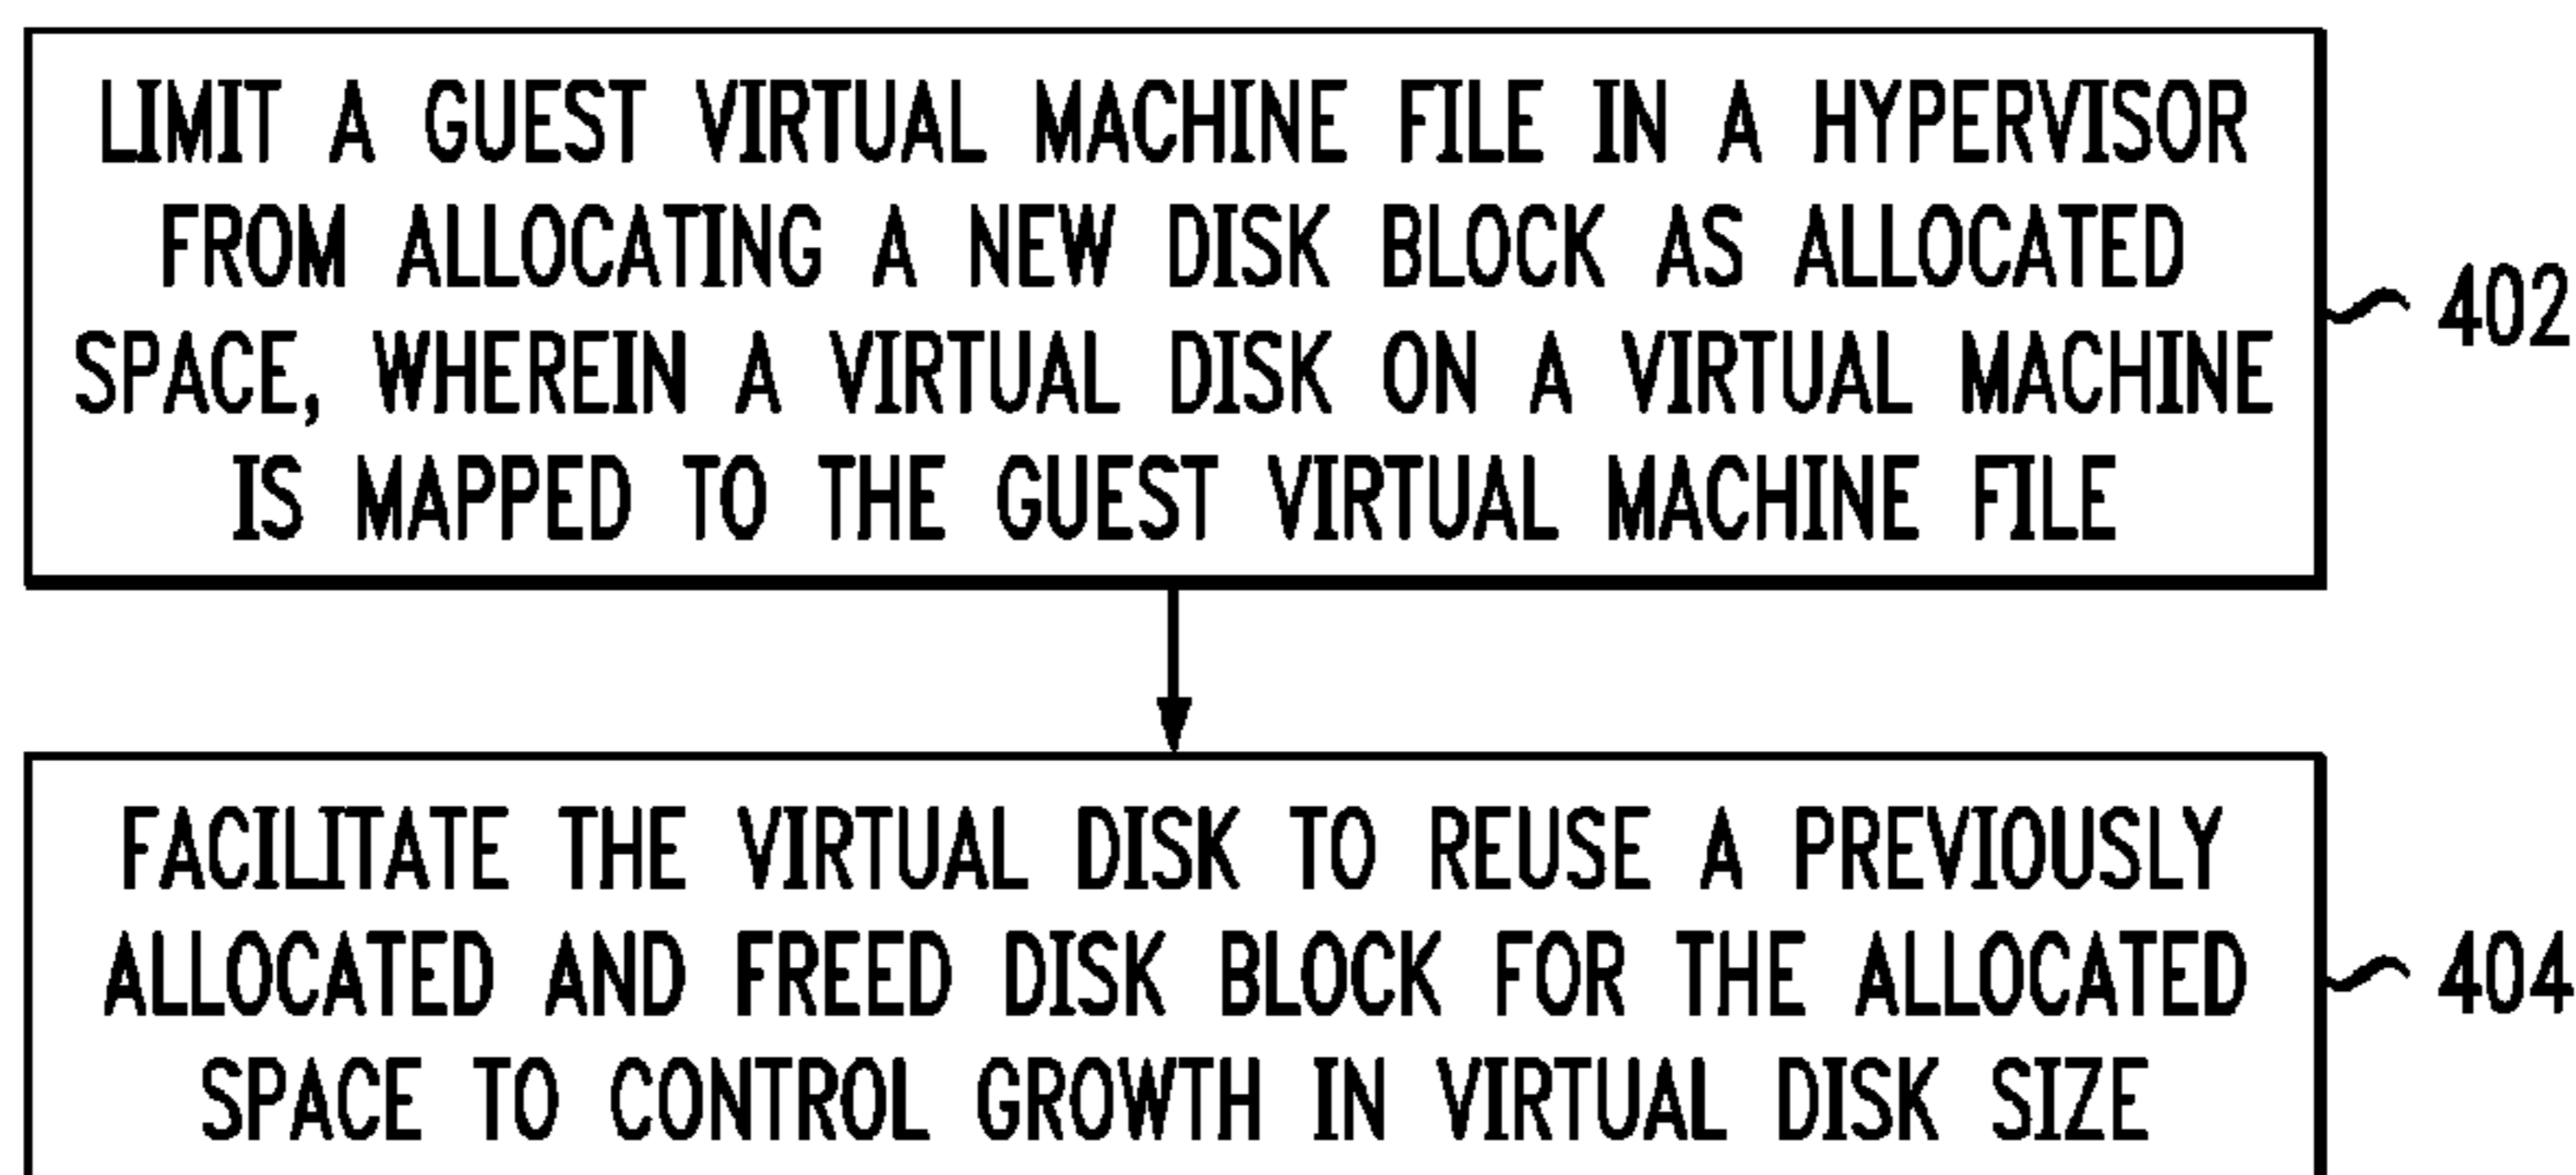 LIMIT A GUEST VIRTUAL MACHINE FILE IN A HYPERVISOR
FROM ALLOCATING A NEW DISK BLOCK AS ALLOCATED
SPACE, WHEREIN A VIRTUAL DISK ON A VIRTUAL MACHINE
IS MAPPED TO THE GUEST VIRTUAL MACHINE FILE
402
FACILITATE THE VIRTUAL DISK TO REUSE A PREVIOUSLY
ALLOCATED AND FREED DISK BLOCK FOR THE ALLOCATED
SPACE TO CONTROL GROWTH IN VIRTUAL DISK SIZE
404